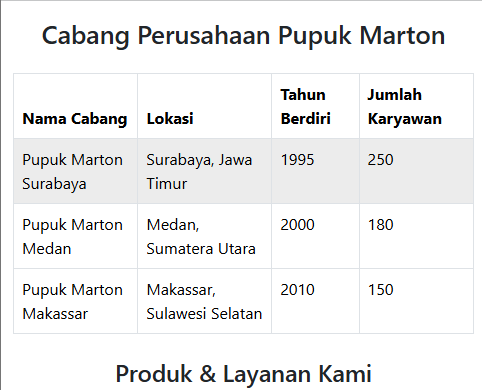 Cabang Perusahaan Pupuk Marton
Nama Cabang Lokasi Tahun Berdiri Jumlah Karyawan
Pupuk Marton Surabaya Surabaya, Jawa Timur 1995 250
Pupuk Marton Medan Medan, Sumatera Utara 2000 180
Pupuk Marton Makassar Makassar, Sulawesi Selatan 2010 150
Produk & Layanan Kami